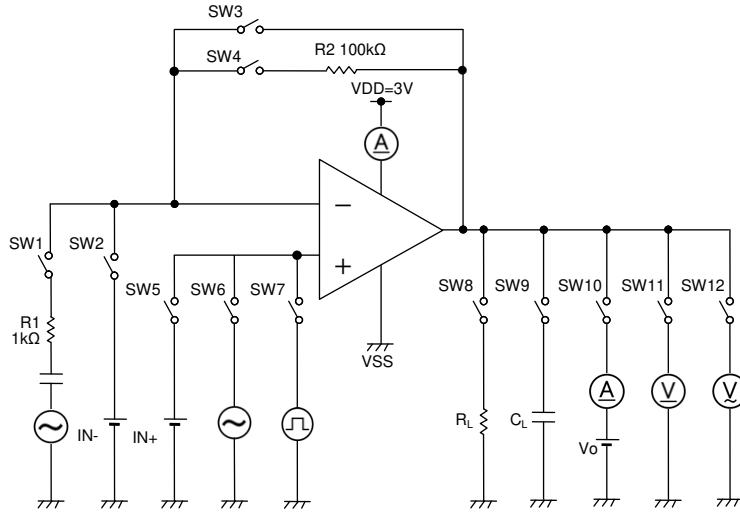 SW3
R2 100kΩ
SW4
VDD=3V
A
−
+
VSS
SW1
SW2
SW5
SW6
SW7
SW8
SW9
SW10
SW11
SW12
R1
1kΩ
IN-
IN+
RL
CL
A
V
V
Vo